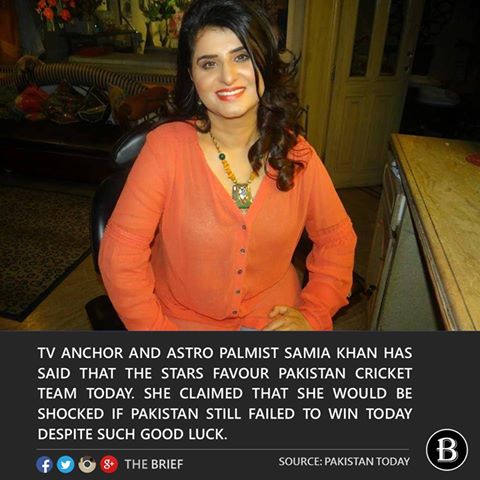 TV ANCHOR AND ASTRO PALMIST SAMIA KHAN HAS
SAID THAT THE STARS FAVOUR PAKISTAN CRICKET
TEAM TODAY. SHE CLAIMED THAT SHE WOULD BE
SHOCKED IF PAKISTAN STILL FAILED TO WIN TODAY
DESPITE SUCH GOOD LUCK.
f g+ THE BRIEF SOURCE: PAKISTAN TODAY B